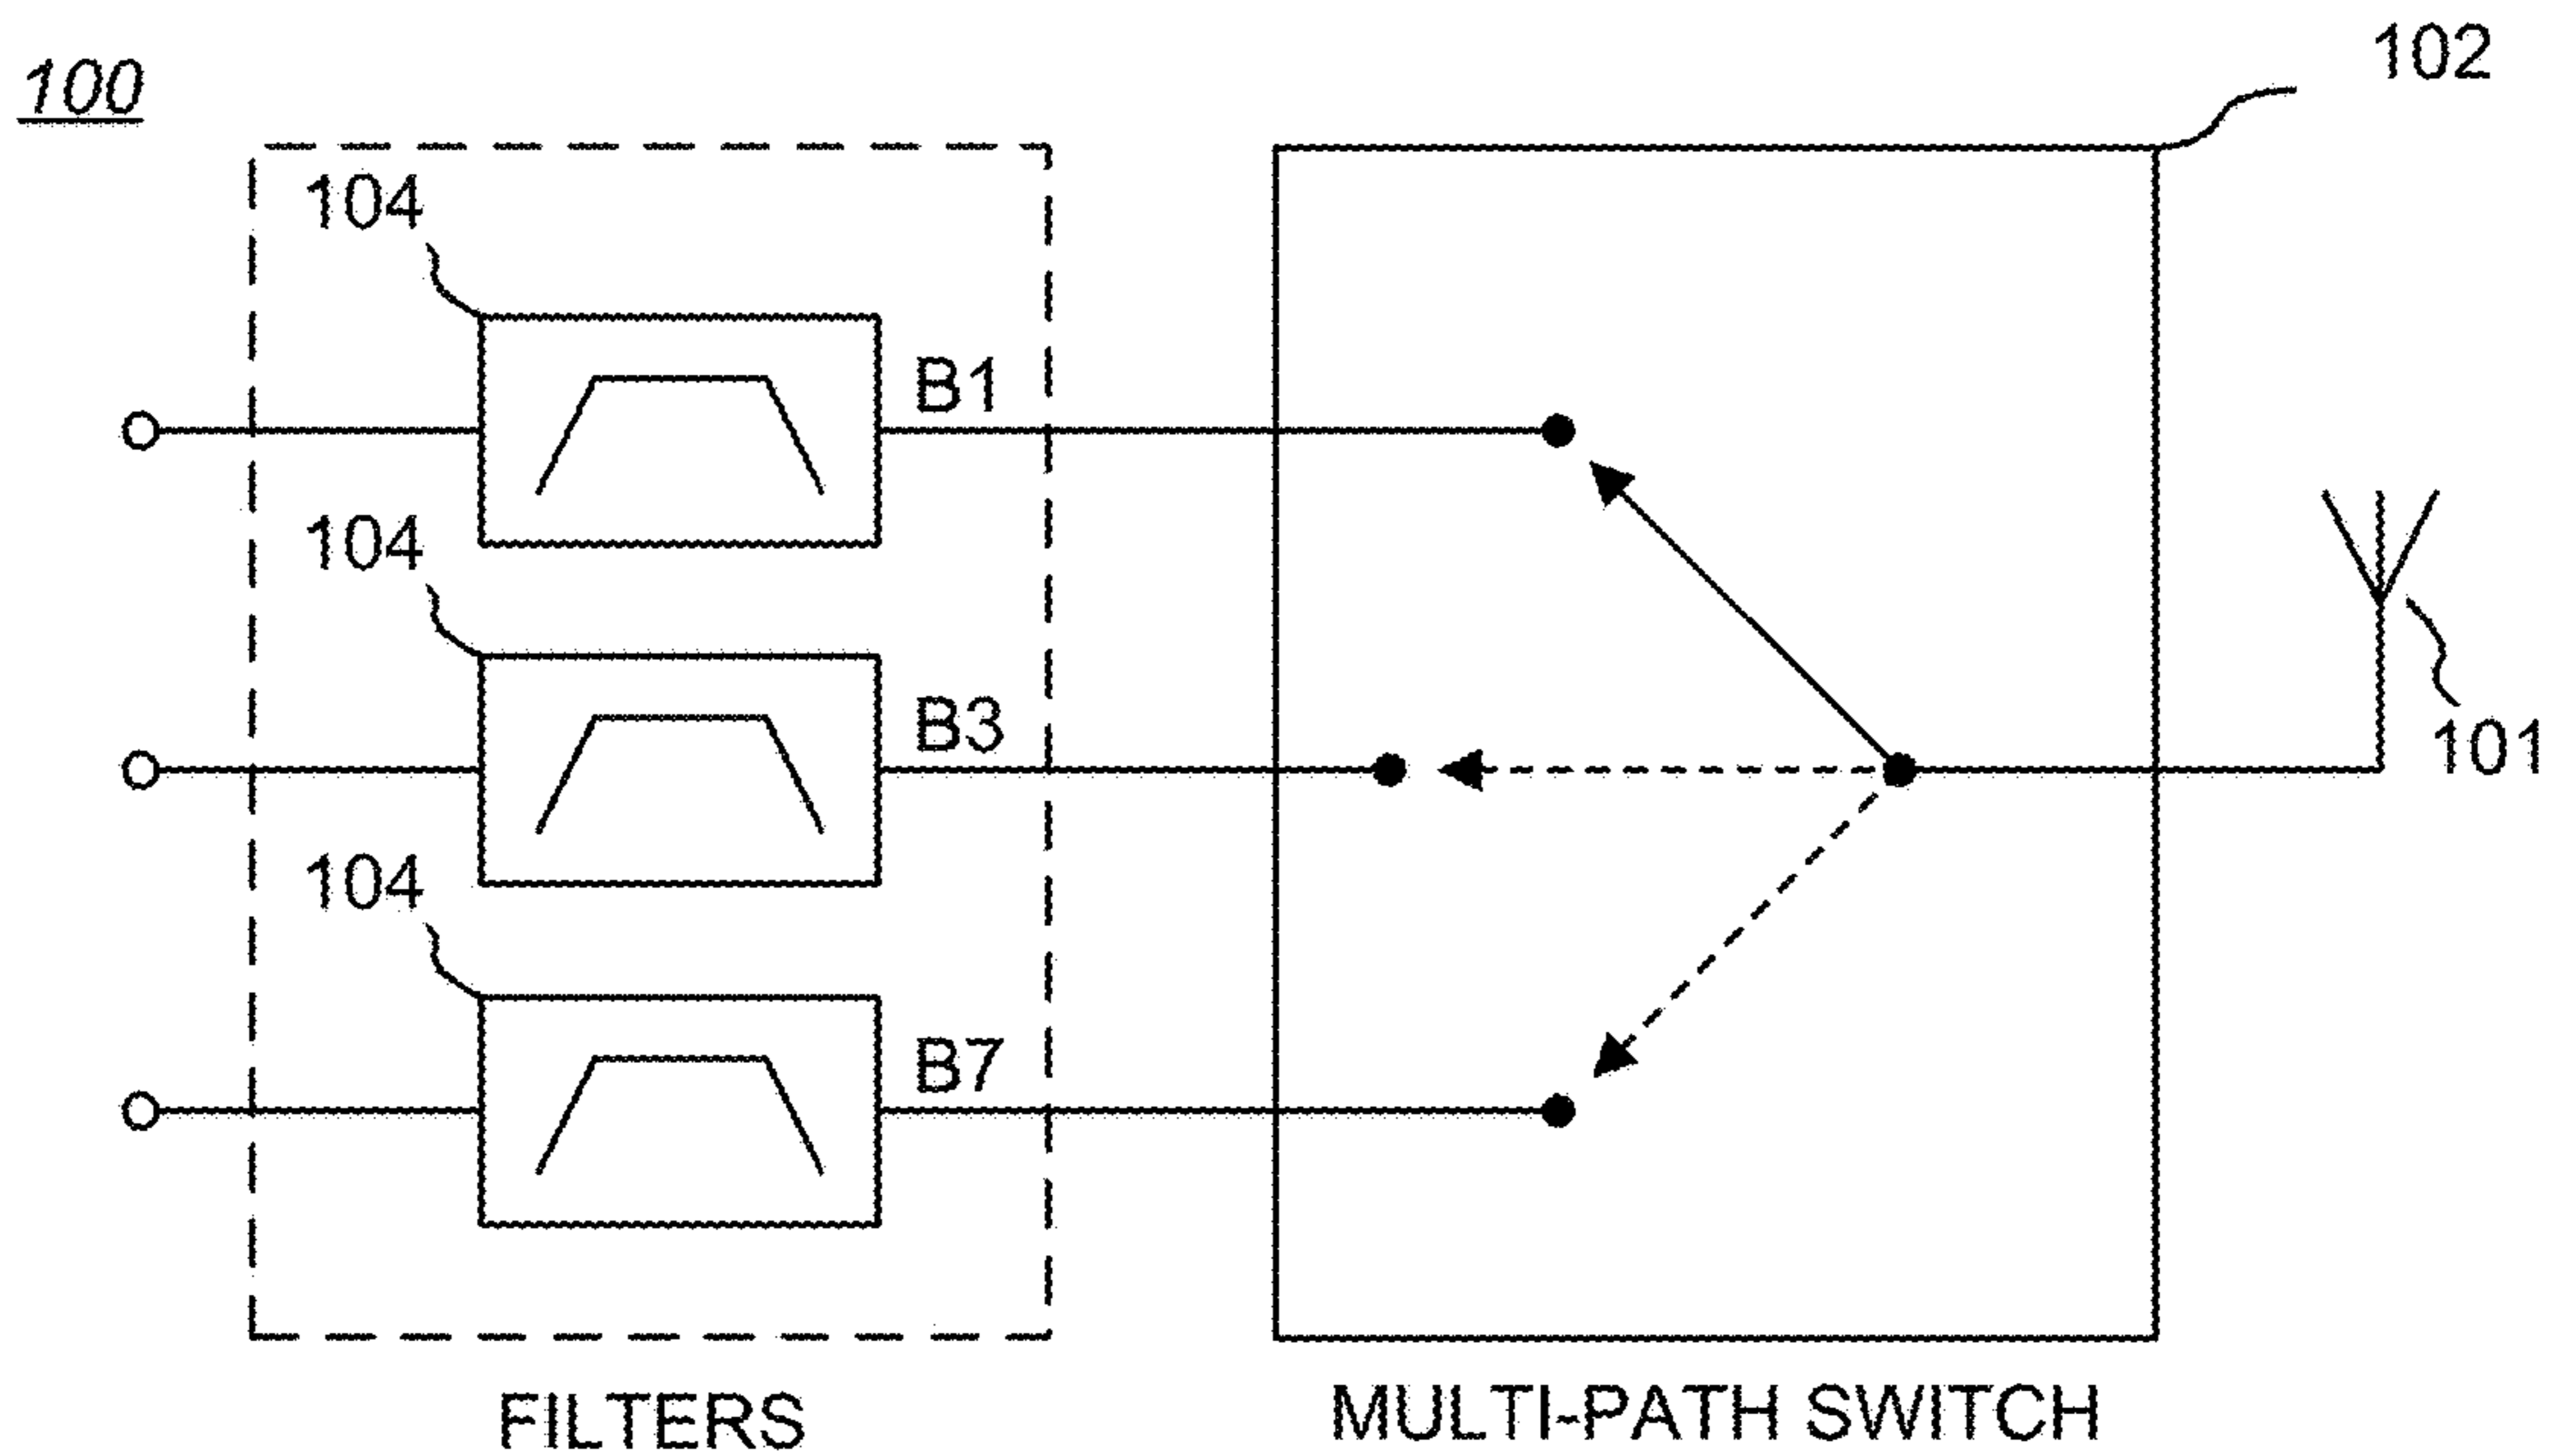 100
102
104
B1
104
B3
101
104
B7
FILTERS
MULTI-PATH SWITCH